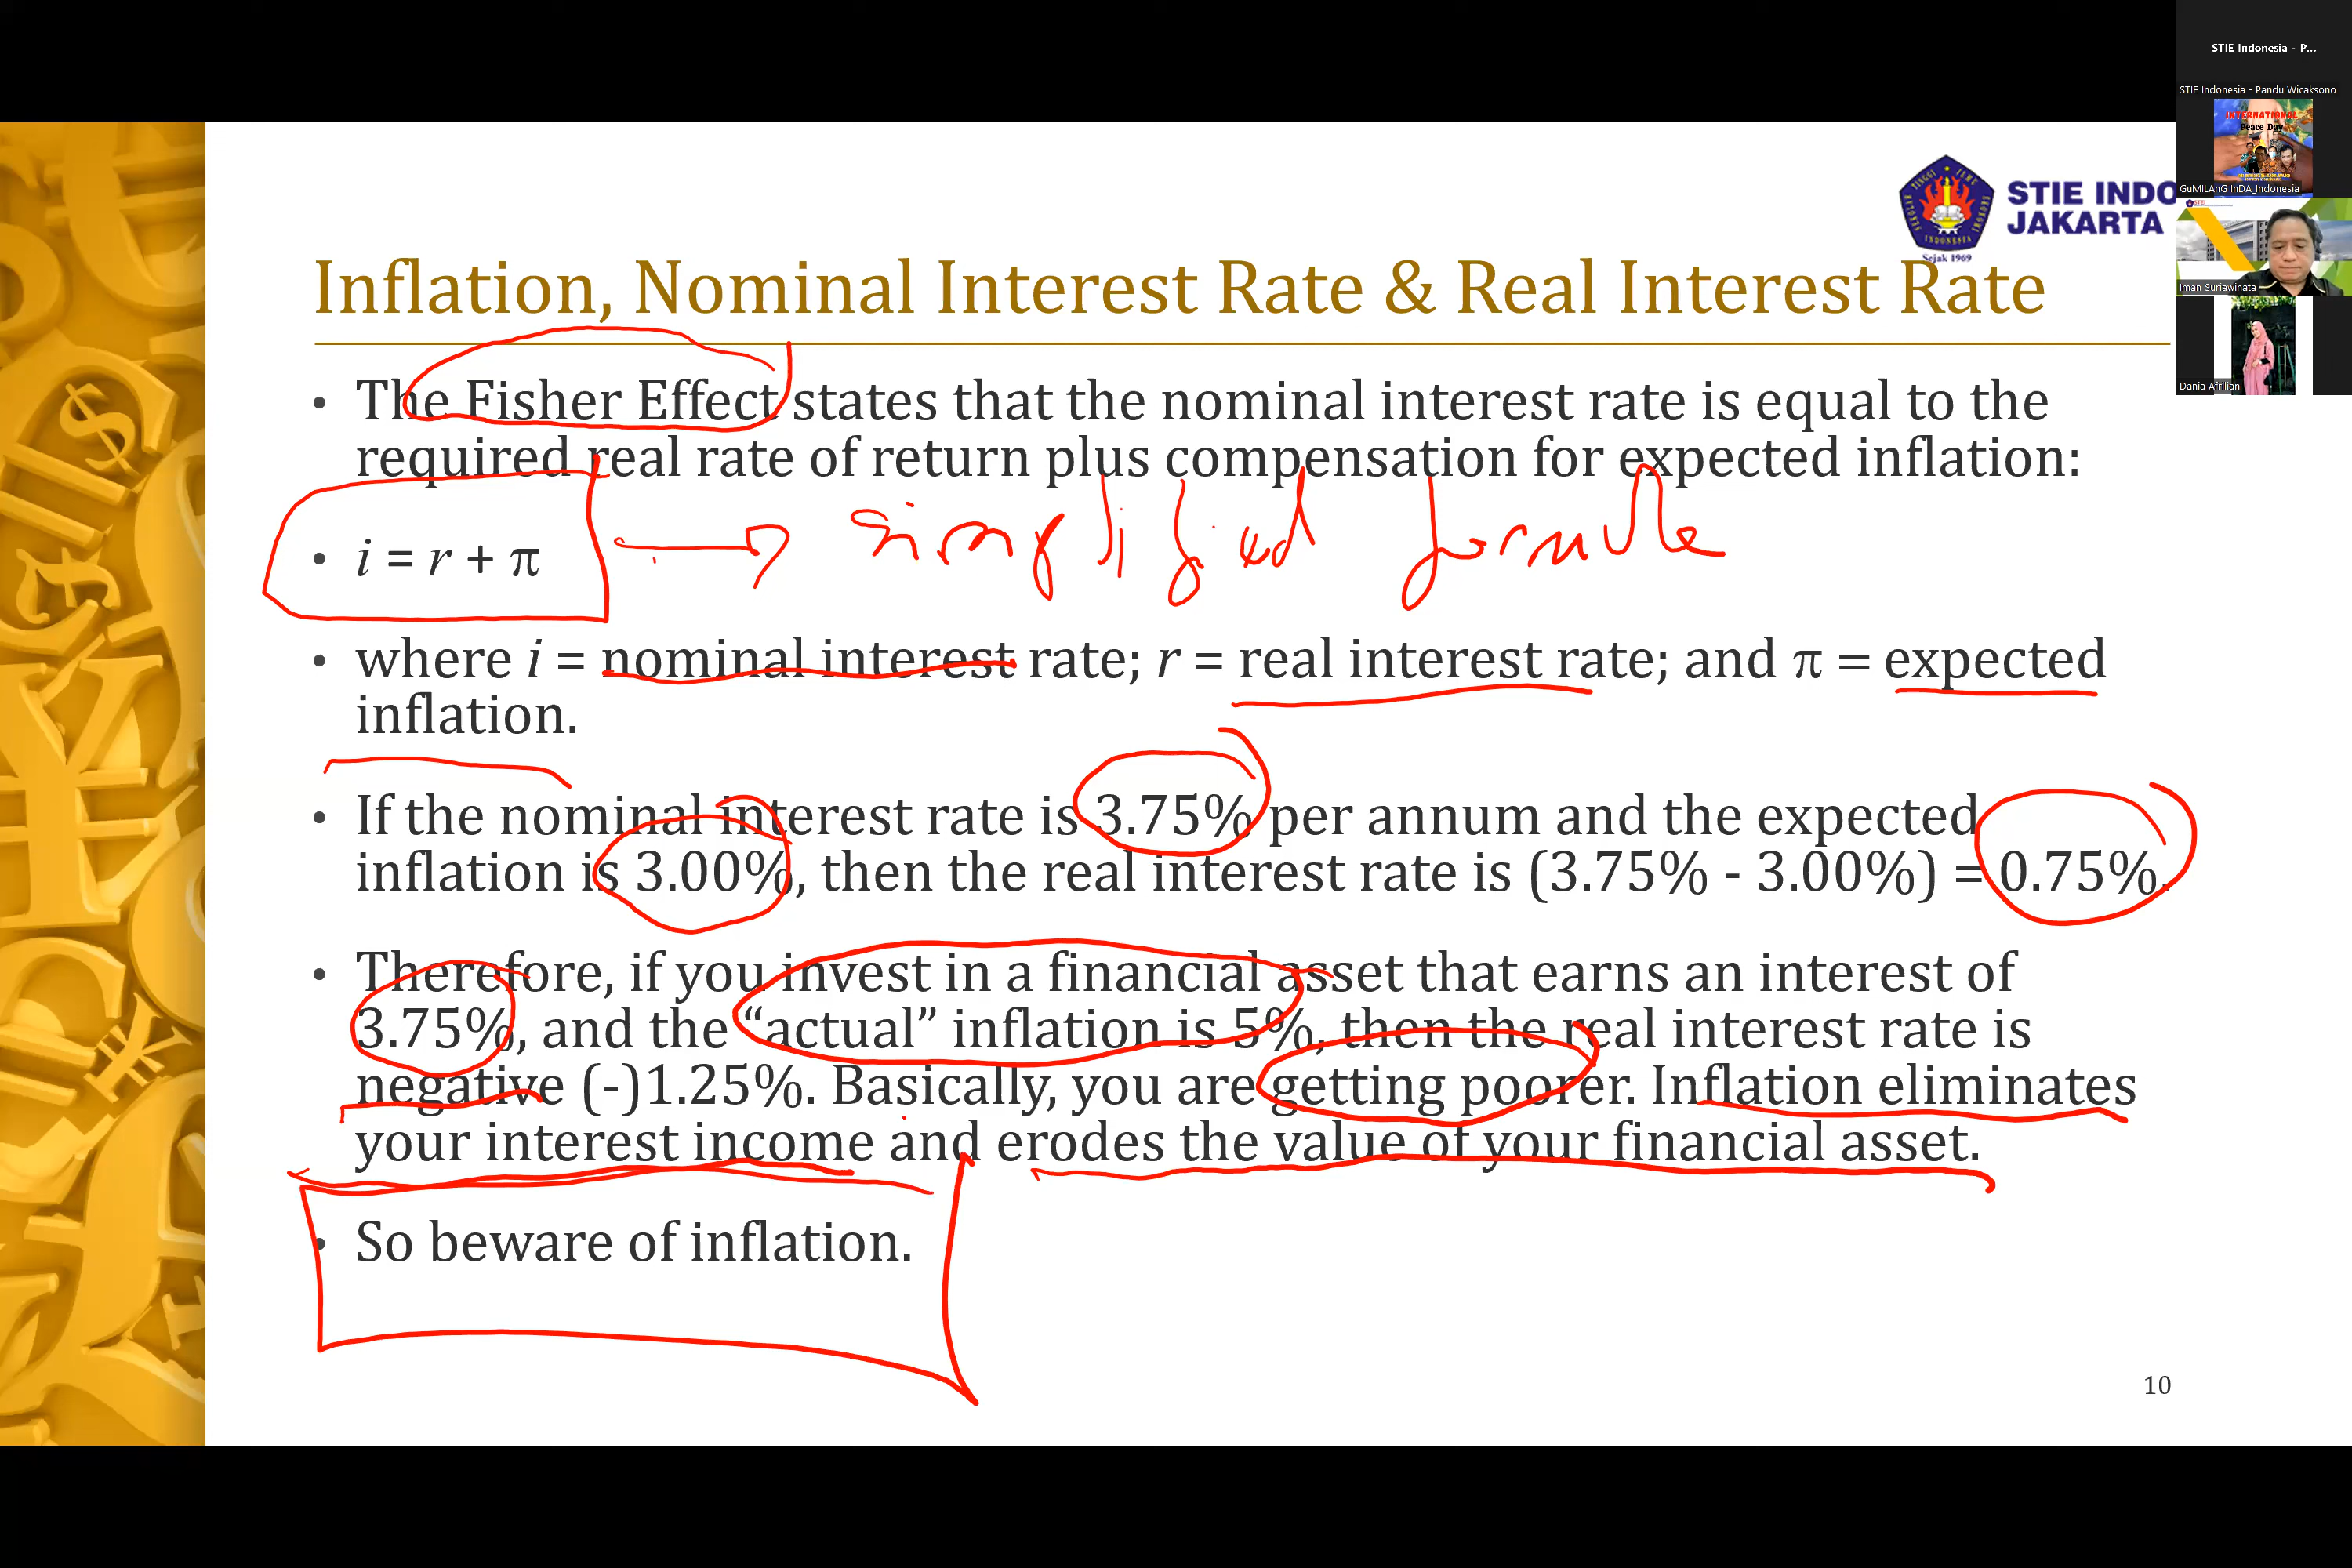 STIE Indonesia - P...
STIE Indonesia - Pandu Wicaksono
INTERNATIONAL
Peace Day
GuMILAnG InDA_Indonesia
Iman Suriawinata
Dania Afrilian
STIE INDO
JAKARTA
Sejak 1969
Inflation, Nominal Interest Rate & Real Interest Rate
• The Fisher Effect states that the nominal interest rate is equal to the
required real rate of return plus compensation for expected inflation:
• i = r + π → simplified formula
• where i = nominal interest rate; r = real interest rate; and π = expected
inflation.
• If the nominal interest rate is 3.75% per annum and the expected
inflation is 3.00%, then the real interest rate is (3.75% - 3.00%) = 0.75%.
• Therefore, if you invest in a financial asset that earns an interest of
3.75%, and the “actual” inflation is 5%, then the real interest rate is
negative (-)1.25%. Basically, you are getting poorer. Inflation eliminates
your interest income and erodes the value of your financial asset.
• So beware of inflation.
10